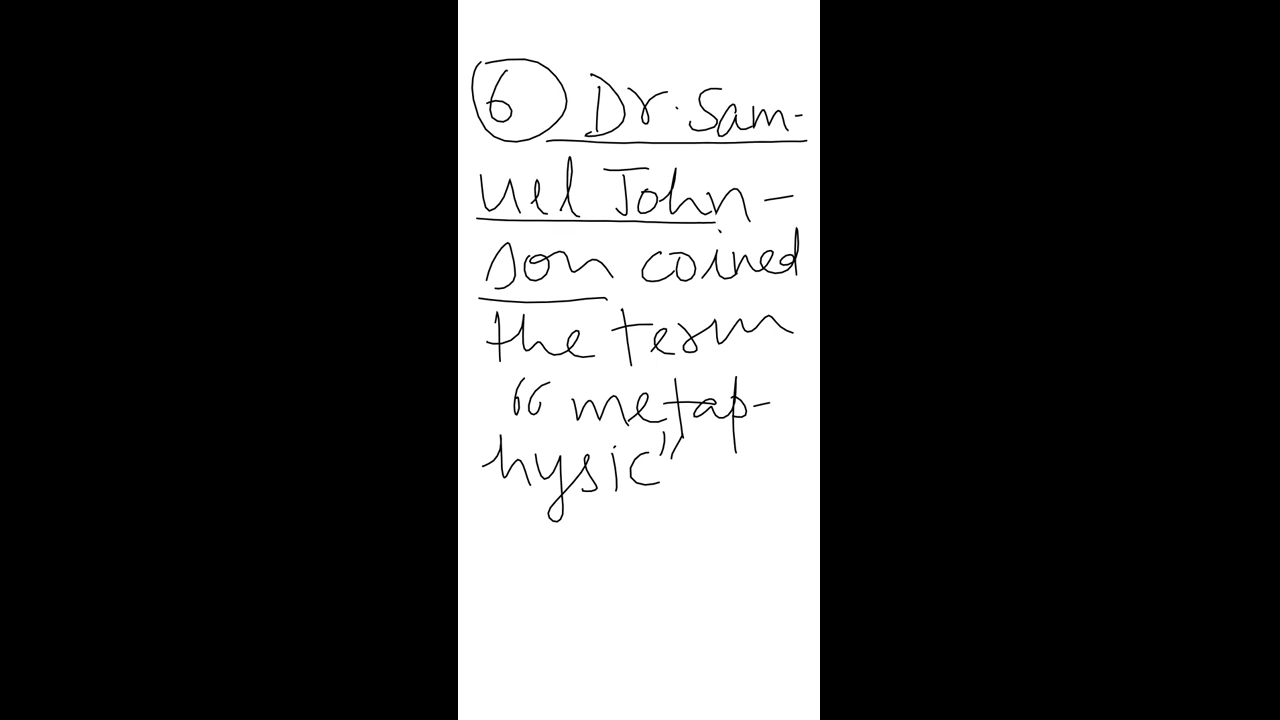 6 Dr. Sam-
uel John-
son coined
the term
"metap-
hysic"